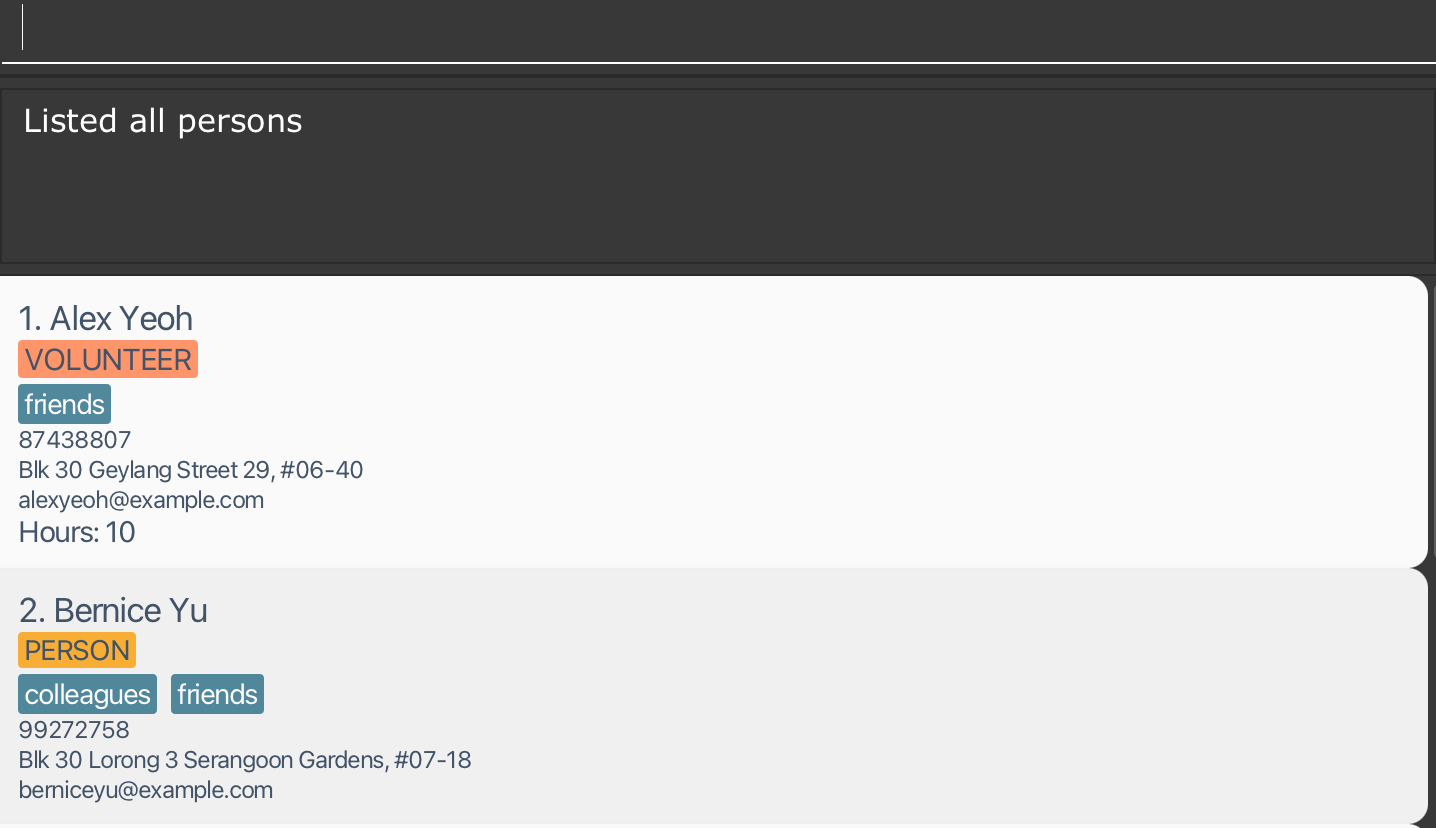 Listed all persons
1. Alex Yeoh
VOLUNTEER
friends
87438807
Blk 30 Geylang Street 29, #06-40
alexyeoh@example.com
Hours: 10
2. Bernice Yu
PERSON
colleagues friends
99272758
Blk 30 Lorong 3 Serangoon Gardens, #07-18
berniceyu@example.com